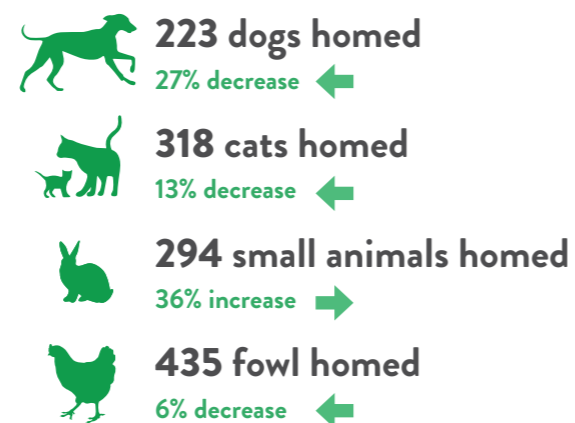 223 dogs homed
27% decrease
318 cats homed
13% decrease
294 small animals homed
36% increase
435 fowl homed
6% decrease